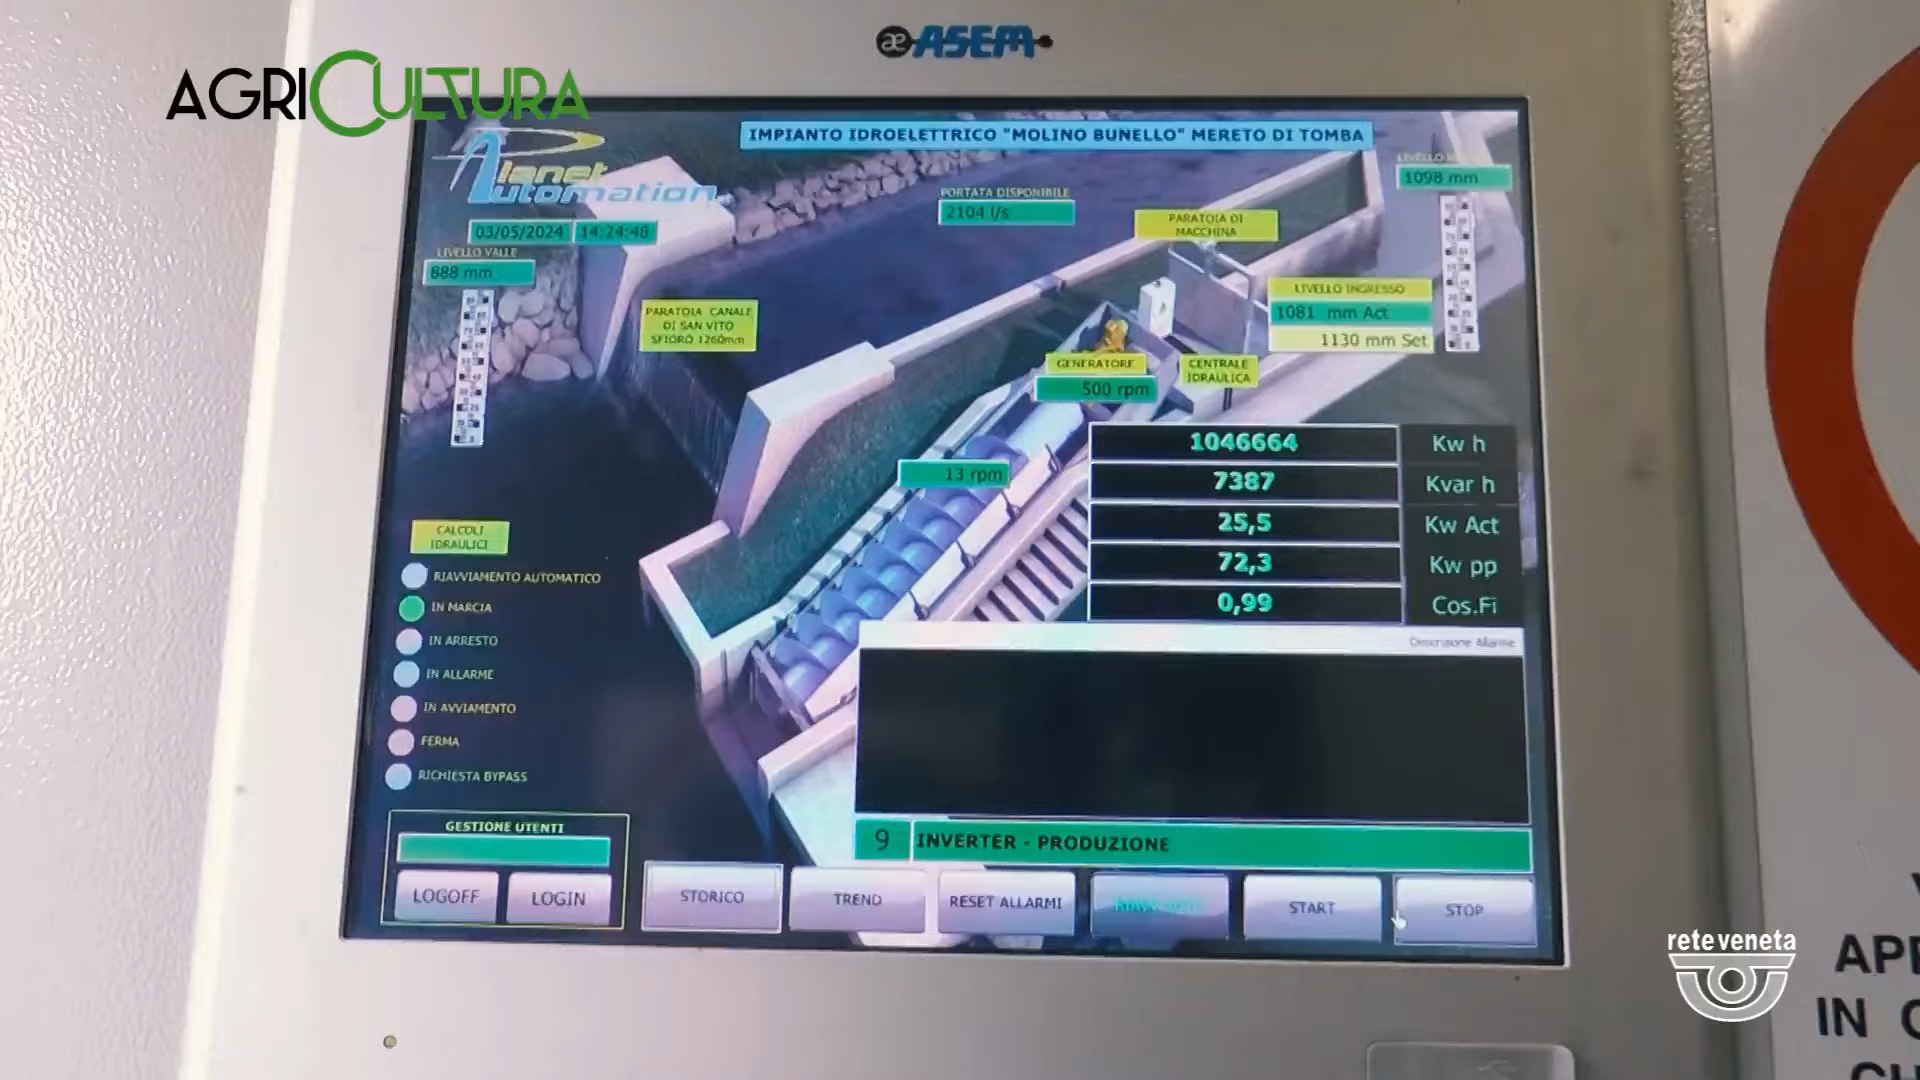 ASEM
AGRICULTURA
IMPIANTO IDROELETTRICO "MOLINO BUNELLO" MERETO DI TOMBA
Planet
Automation
LIVELLO
1098 mm
PORTATA DISPONIBILE
2104 l/s
PARATOIA DI
MACCHINA
03/05/2024 14:24:48
LIVELLO VALLE
888 mm
LIVELLO INGRESSO
1081 mm Act
1130 mm Set
PARATOIA CANALE
DI SAN VITO
SFIORO 1260mm
GENERATORE
500 rpm
CENTRALE
IDRAULICA
13 rpm
1046664 Kw h
7387 Kvar h
25,5 Kw Act
72,3 Kw pp
0,99 Cos.Fi
CALCOLI
IDRAULICI
RIAVVIAMENTO AUTOMATICO
IN MARCIA
IN ARRESTO
IN ALLARME
IN AVVIAMENTO
FERMA
RICHIESTA BYPASS
Descrizione Allarme
9 INVERTER - PRODUZIONE
GESTIONE UTENTI
LOGOFF LOGIN
STORICO
TREND
RESET ALLARMI
START
STOP
reteveneta
IN